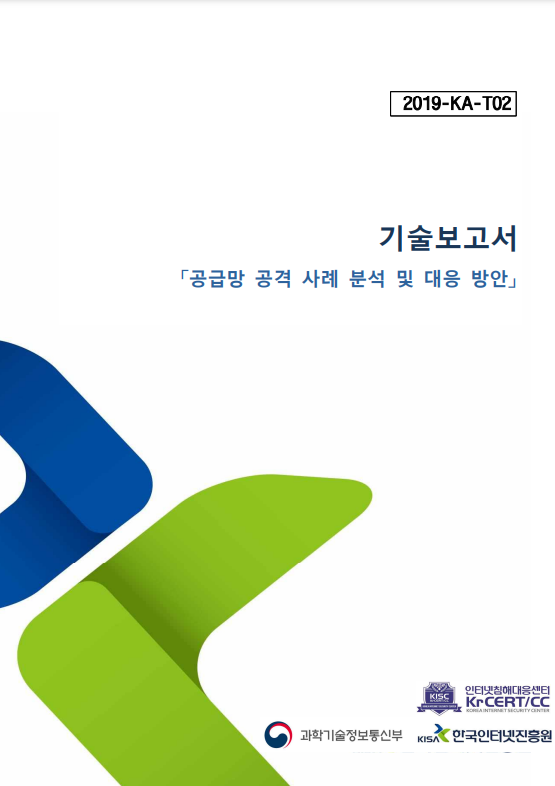 2019-KA-T02
기술보고서
「공급망 공격 사례 분석 및 대응 방안」
KISC
인터넷침해대응센터
KrCERT/CC
KOREA INTERNET SECURITY CENTER
과학기술정보통신부
KISA 한국인터넷진흥원